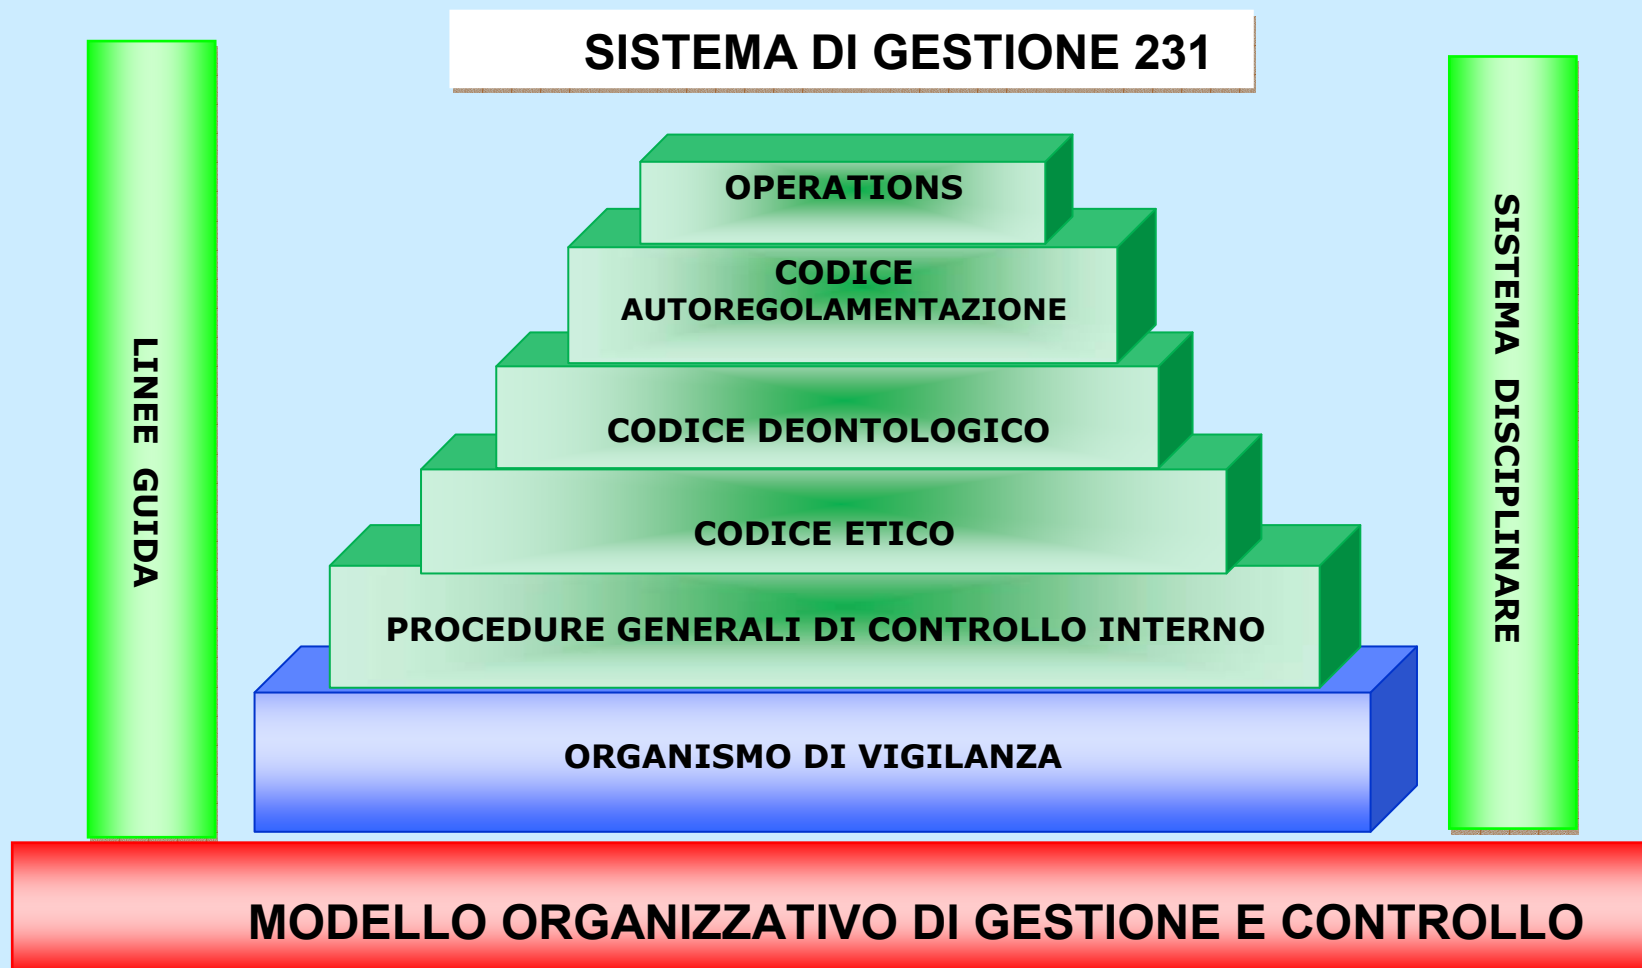 SISTEMA DI GESTIONE 231
OPERATIONS
CODICE
AUTOREGOLAMENTAZIONE
CODICE DEONTOLOGICO
CODICE ETICO
PROCEDURE GENERALI DI CONTROLLO INTERNO
ORGANISMO DI VIGILANZA
LINEE GUIDA
SISTEMA DISCIPLINARE
MODELLO ORGANIZZATIVO DI GESTIONE E CONTROLLO